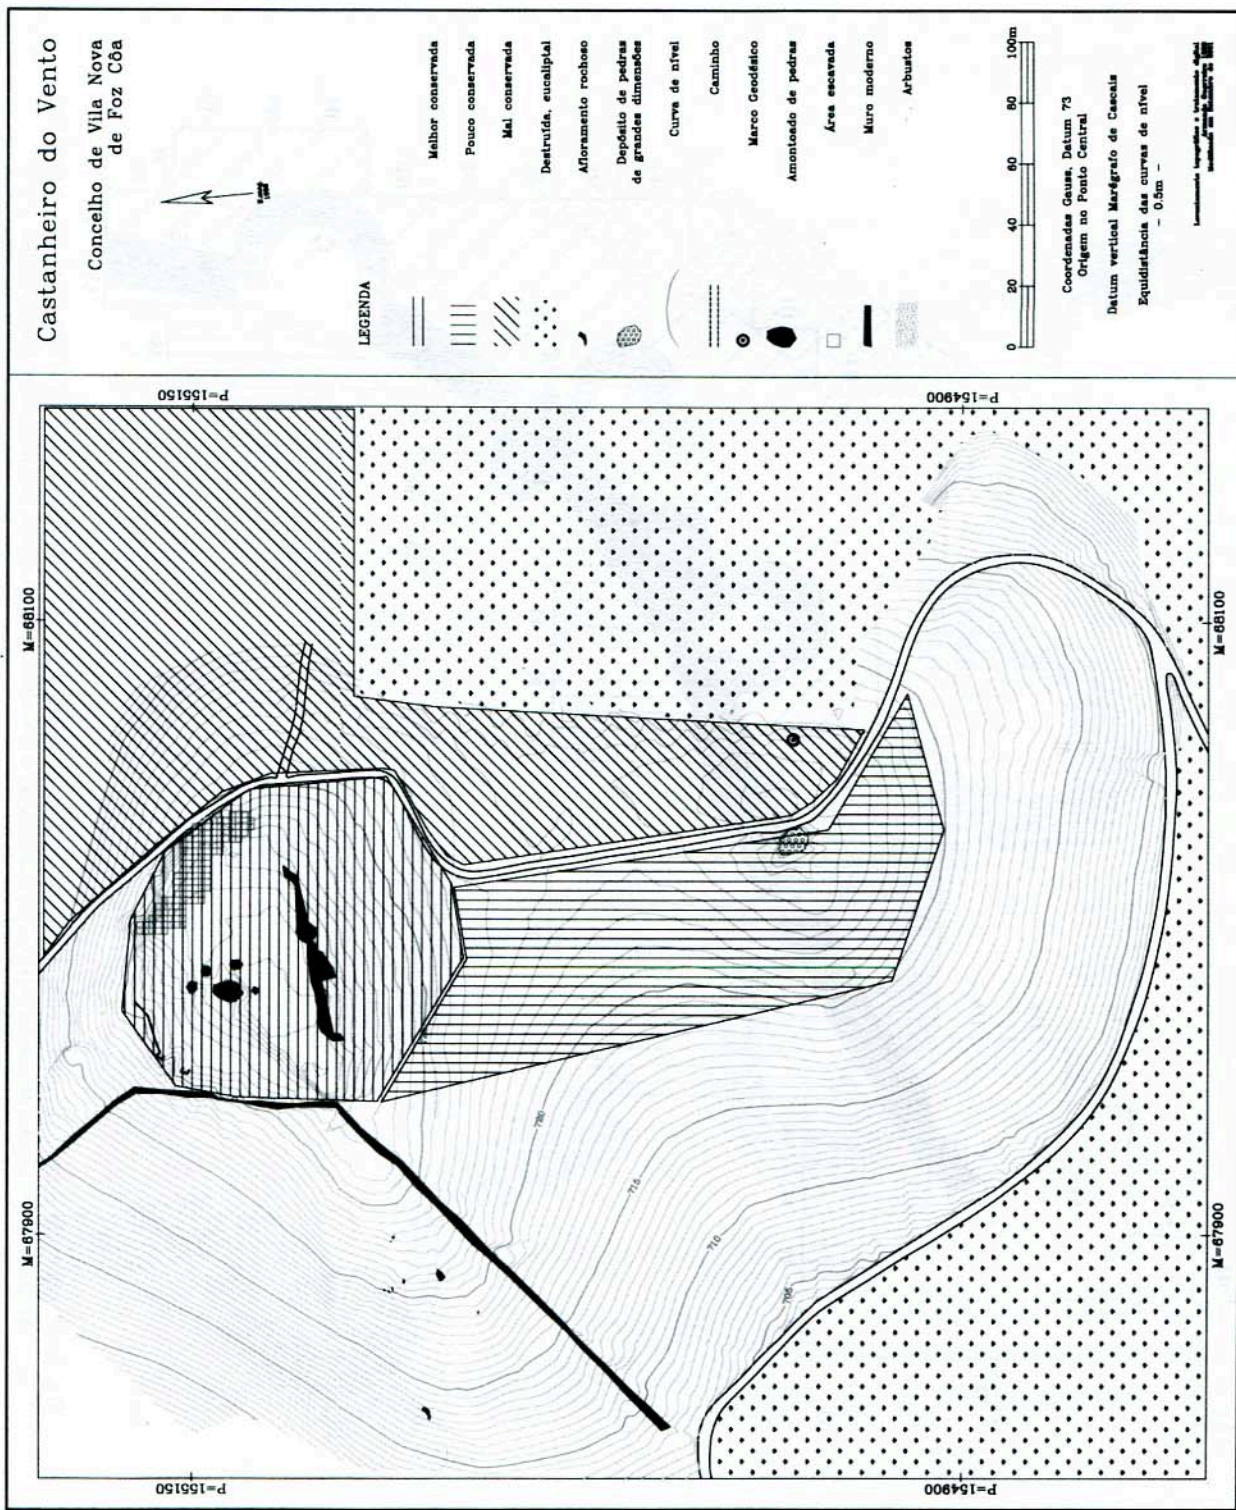 Castanheiro do Vento
Concelho de Vila Nova
de Foz Côa
LEGENDA
Melhor conservada
Pouco conservada
Mal conservada
Destruída, eucaliptal
Afloramento rochoso
Depósito de pedras
de grandes dimensões
Curva de nível
Caminho
Marco Geodésico
Amontoado de pedras
Área escavada
Muro moderno
Arbustos
0 20 40 60 80 100m
Coordenadas Gauss, Datum 73
Origem no Ponto Central
Datum vertical Marégrafo de Cascais
Equidistância das curvas de nível
- 0.5m -
Levantamento topográfico e tratamento digital
M=67900
M=68100
P=155150
P=155150
P=154900
P=154900
M=67900
M=68100
720
715
710
705